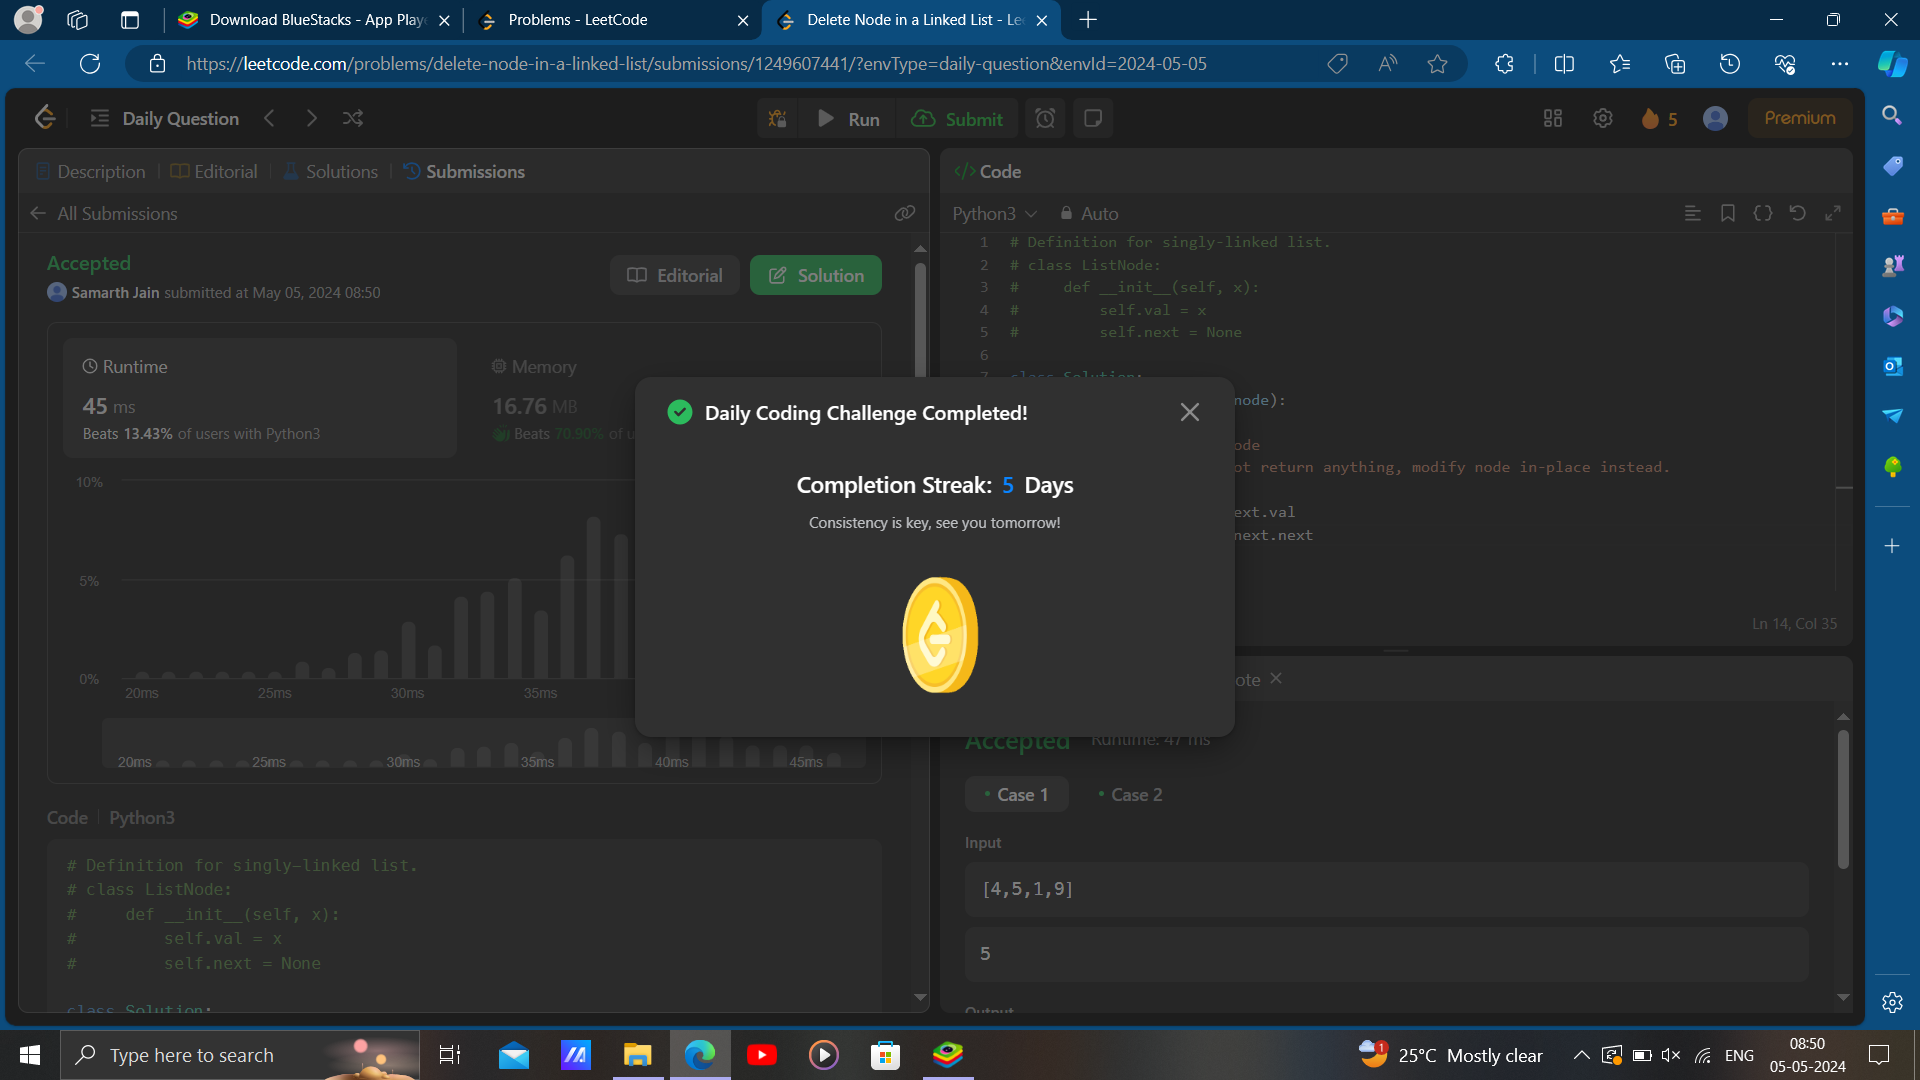 Download BlueStacks - App Play
Problems - LeetCode
Delete Node in a Linked List - Le
https://leetcode.com/problems/delete-node-in-a-linked-list/submissions/1249607441/?envType=daily-question&envId=2024-05-05
Daily Question
Run
Submit
5
Premium
Description
Editorial
Solutions
Submissions
All Submissions
Accepted
Samarth Jain submitted at May 05, 2024 08:50
Editorial
Solution
Runtime
45 ms
Beats 13.43% of users with Python3
Memory
16.76 MB
Beats 70.90% of u
10%
5%
0%
20ms
25ms
30ms
35ms
20ms
25ms
30ms
35ms
40ms
45ms
Code
Python3
# Definition for singly-linked list.
# class ListNode:
#     def __init__(self, x):
#         self.val = x
#         self.next = None
class Solution:
Daily Coding Challenge Completed!
Completion Streak: 5 Days
Consistency is key, see you tomorrow!
</> Code
Python3
Auto
1 # Definition for singly-linked list.
2 # class ListNode:
3 #     def __init__(self, x):
4 #         self.val = x
5 #         self.next = None
6
7 class Solution:
node):
ode
ot return anything, modify node in-place instead.
ext.val
next.next
Ln 14, Col 35
ote
Accepted
Runtime: 47 ms
Case 1
Case 2
Input
[4,5,1,9]
5
Output
Type here to search
1
25°C Mostly clear
ENG
08:50
05-05-2024